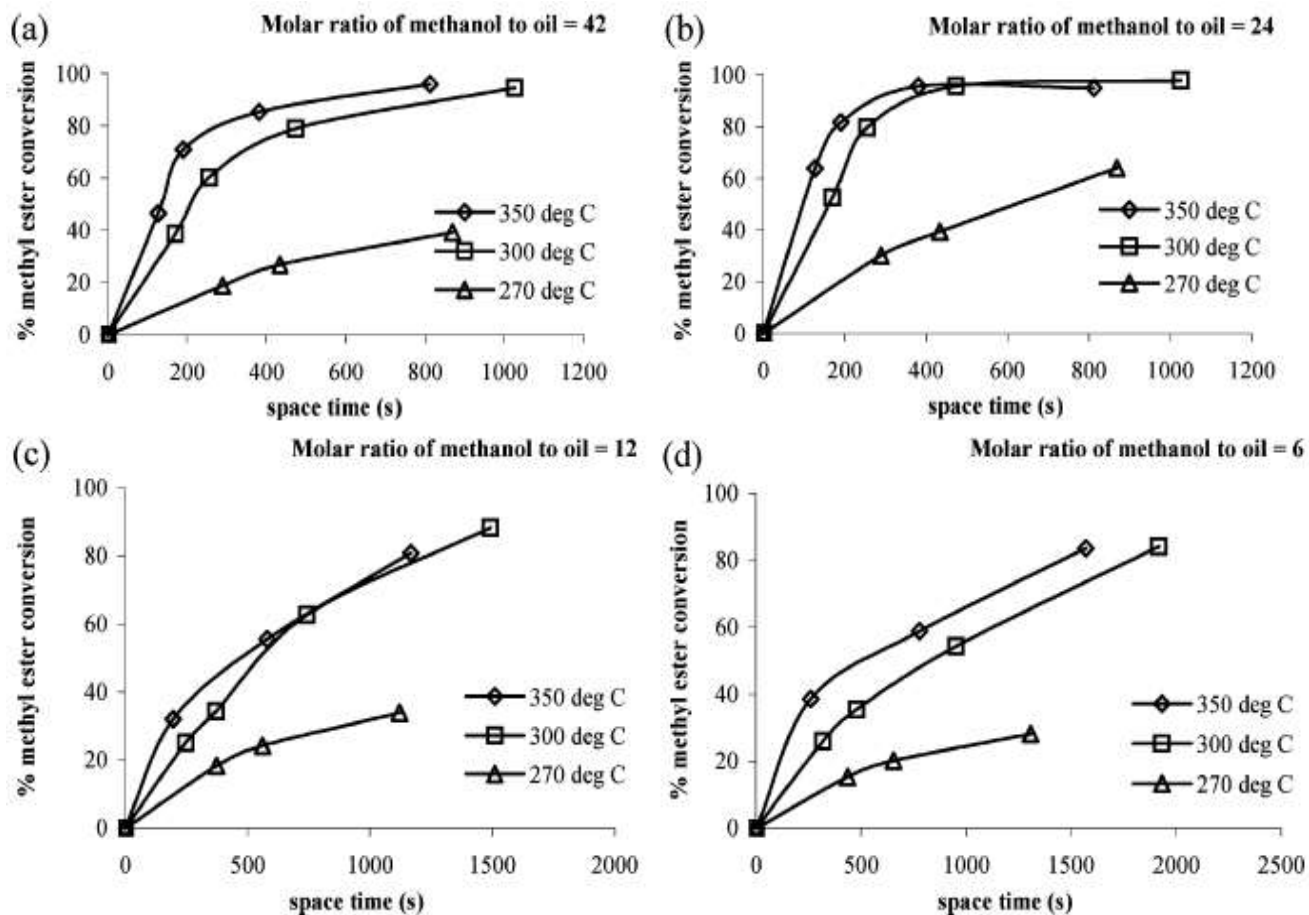 (a)
Molar ratio of methanol to oil = 42
% methyl ester conversion
100
80
60
40
20
0
350 deg C
300 deg C
270 deg C
0 200 400 600 800 1000 1200
space time (s)
(b)
Molar ratio of methanol to oil = 24
% methyl ester conversion
100
80
60
40
20
0
350 deg C
300 deg C
270 deg C
0 200 400 600 800 1000 1200
space time (s)
(c)
Molar ratio of methanol to oil = 12
% methyl ester conversion
100
80
60
40
20
0
350 deg C
300 deg C
270 deg C
0 500 1000 1500 2000
space time (s)
(d)
Molar ratio of methanol to oil = 6
% methyl ester conversion
100
80
60
40
20
0
350 deg C
300 deg C
270 deg C
0 500 1000 1500 2000 2500
space time (s)